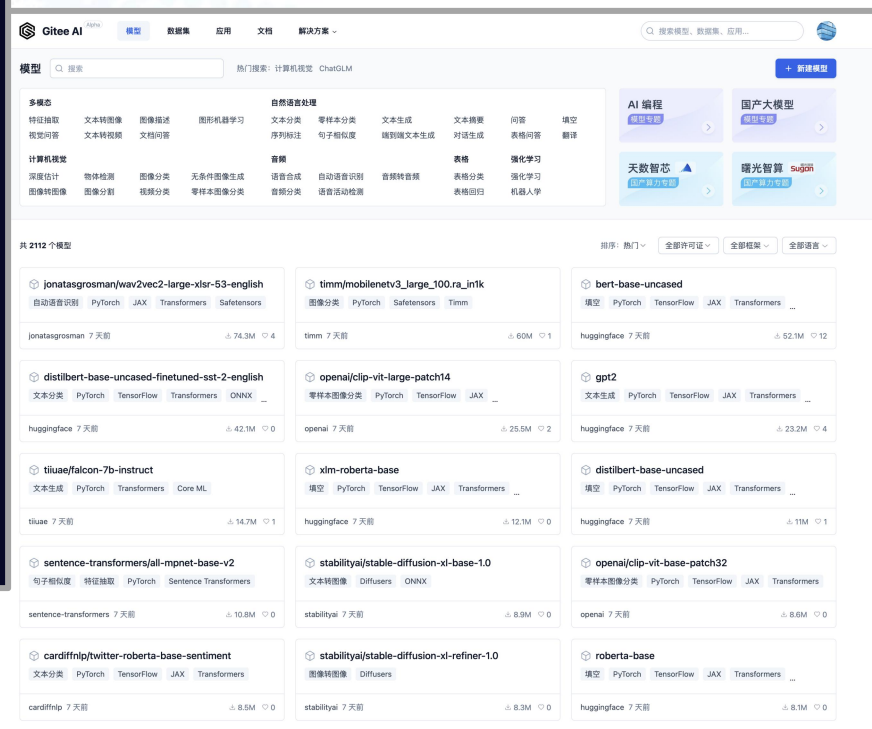 Gitee AI Alpha 模型 数据集 应用 文档 解决方案 搜索模型、数据集、应用...
模型 搜索 热门搜索: 计算机视觉 ChatGLM + 新建模型
多模态
特征抽取 文本转图像 图像描述 图形机器学习
视觉问答 文本转视频 文档问答
自然语言处理
文本分类 零样本分类 文本生成 文本摘要 问答 填空
序列标注 句子相似度 端到端文本生成 对话生成 表格问答 翻译
计算机视觉
深度估计 物体检测 图像分类 无条件图像生成
图像转图像 图像分割 视频分类 零样本图像分类
音频
语音合成 自动语音识别 音频转音频
音频分类 语音活动检测
表格
表格分类
表格回归
强化学习
强化学习
机器人学
AI 编程
模型专题
国产大模型
模型专题
天数智芯
国产算力专题
曙光智算 Sugon
国产算力专题
共 2112 个模型 排序: 热门 全部许可证 全部框架 全部语言
jonatasgrosman/wav2vec2-large-xlsr-53-english
自动语音识别 PyTorch JAX Transformers Safetensors
jonatasgrosman 7 天前 74.3M 4
timm/mobilenetv3_large_100.ra_in1k
图像分类 PyTorch Safetensors Timm
timm 7 天前 60M 1
bert-base-uncased
填空 PyTorch TensorFlow JAX Transformers ...
huggingface 7 天前 52.1M 12
distilbert-base-uncased-finetuned-sst-2-english
文本分类 PyTorch TensorFlow Transformers ONNX ...
huggingface 7 天前 42.1M 0
openai/clip-vit-large-patch14
零样本图像分类 PyTorch TensorFlow JAX ...
openai 7 天前 25.5M 2
gpt2
文本生成 PyTorch TensorFlow JAX Transformers ...
huggingface 7 天前 23.2M 4
tiiuae/falcon-7b-instruct
文本生成 PyTorch Transformers Core ML
tiiuae 7 天前 14.7M 1
xlm-roberta-base
填空 PyTorch TensorFlow JAX Transformers ...
huggingface 7 天前 12.1M 0
distilbert-base-uncased
填空 PyTorch TensorFlow JAX Transformers ...
huggingface 7 天前 11M 1
sentence-transformers/all-mpnet-base-v2
句子相似度 特征抽取 PyTorch Sentence Transformers
sentence-transformers 7 天前 10.8M 0
stabilityai/stable-diffusion-xl-base-1.0
文本转图像 Diffusers ONNX
stabilityai 7 天前 8.9M 0
openai/clip-vit-base-patch32
零样本图像分类 PyTorch TensorFlow JAX Transformers
openai 7 天前 8.6M 0
cardiffnlp/twitter-roberta-base-sentiment
文本分类 PyTorch TensorFlow JAX Transformers
cardiffnlp 7 天前 8.5M 0
stabilityai/stable-diffusion-xl-refiner-1.0
图像转图像 Diffusers
stabilityai 7 天前 8.3M 0
roberta-base
填空 PyTorch TensorFlow JAX Transformers ...
huggingface 7 天前 8.1M 0